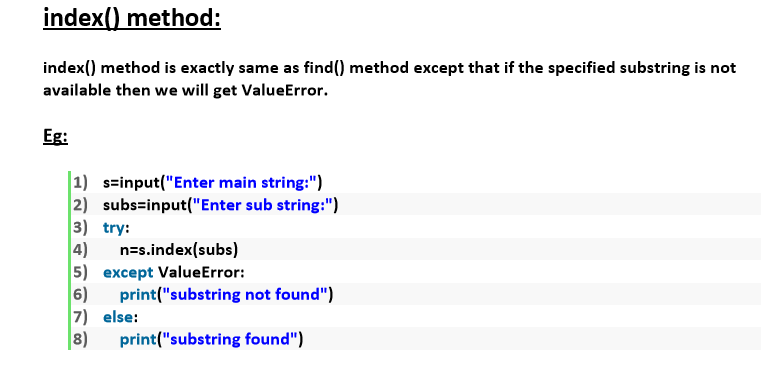 index() method:
index() method is exactly same as find() method except that if the specified substring is not
available then we will get ValueError.
Eg:
1) s=input("Enter main string:")
2) subs=input("Enter sub string:")
3) try:
4) n=s.index(subs)
5) except ValueError:
6) print("substring not found")
7) else:
8) print("substring found")